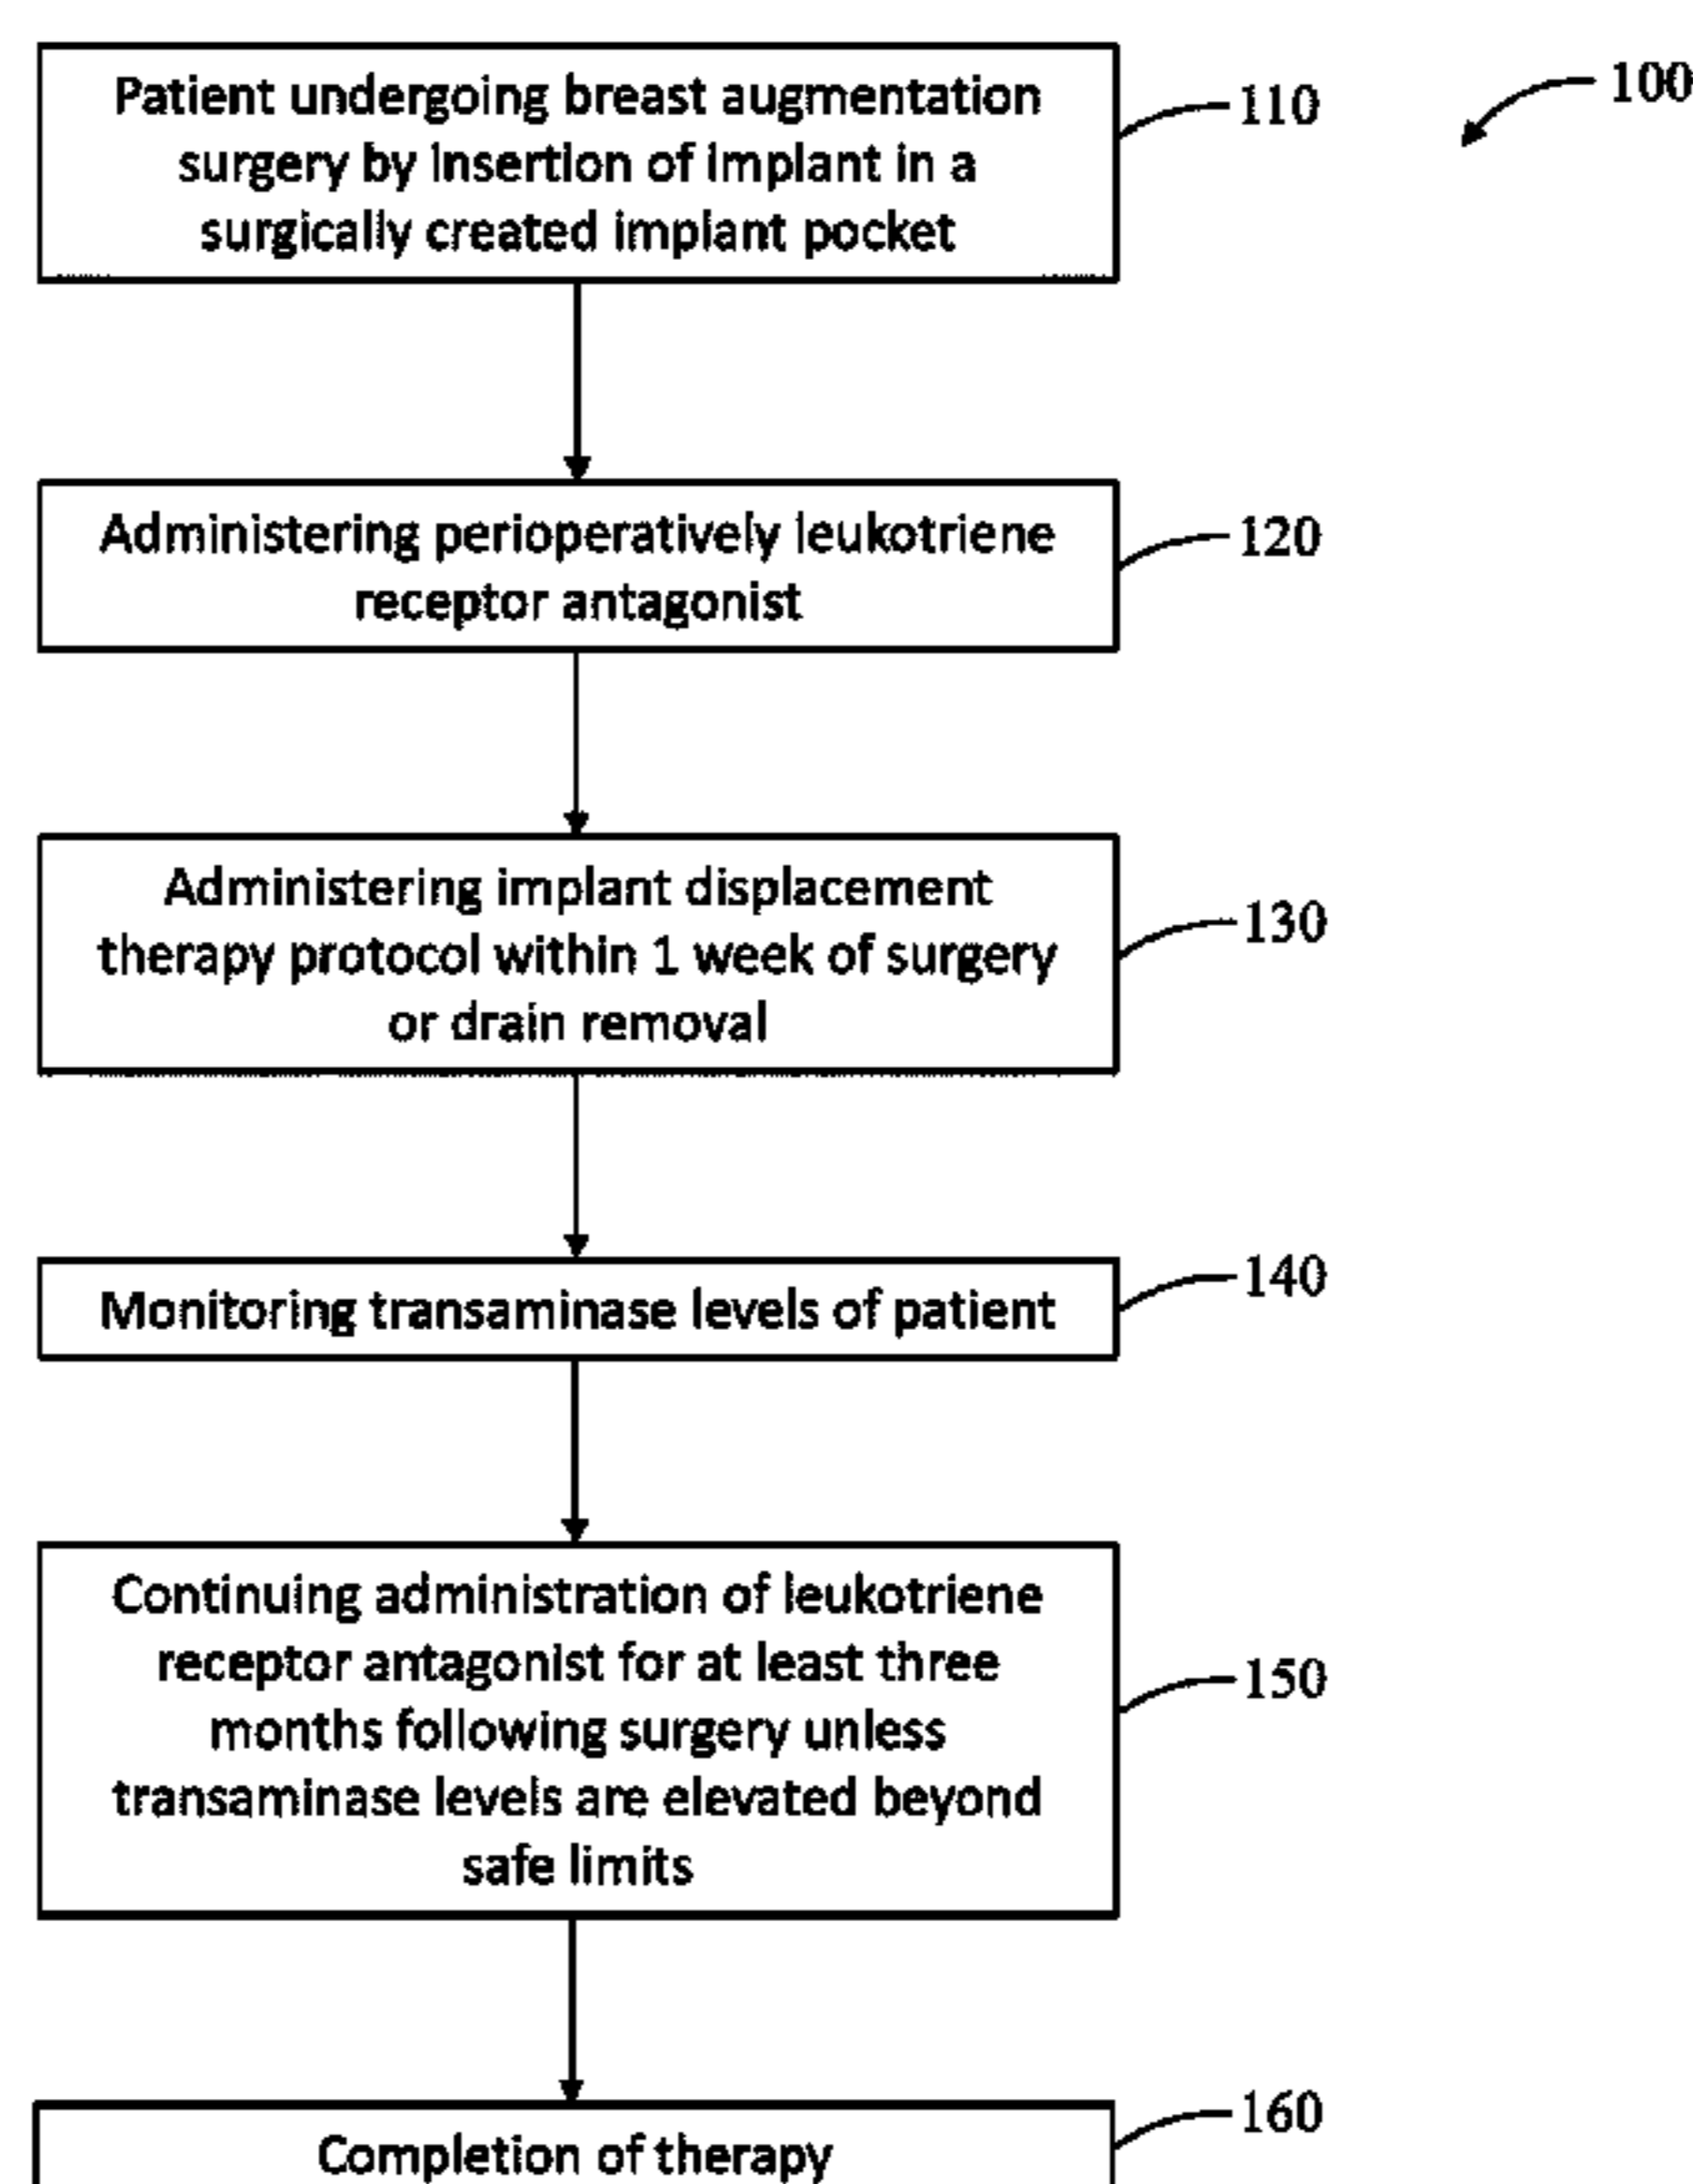 100
Patient undergoing breast augmentation
surgery by insertion of implant in a
surgically created implant pocket
110
Administering perioperatively leukotriene
receptor antagonist
120
Administering implant displacement
therapy protocol within 1 week of surgery
or drain removal
130
Monitoring transaminase levels of patient
140
Continuing administration of leukotriene
receptor antagonist for at least three
months following surgery unless
transaminase levels are elevated beyond
safe limits
150
Completion of therapy
160